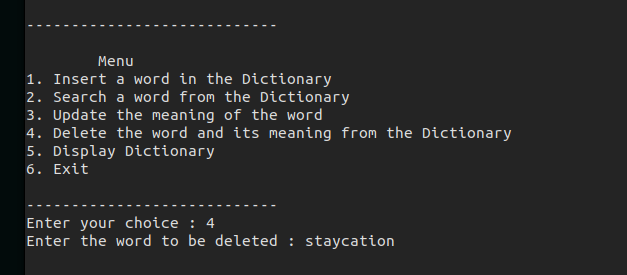 ----------------------------
Menu
1. Insert a word in the Dictionary
2. Search a word from the Dictionary
3. Update the meaning of the word
4. Delete the word and its meaning from the Dictionary
5. Display Dictionary
6. Exit
----------------------------
Enter your choice : 4
Enter the word to be deleted : staycation